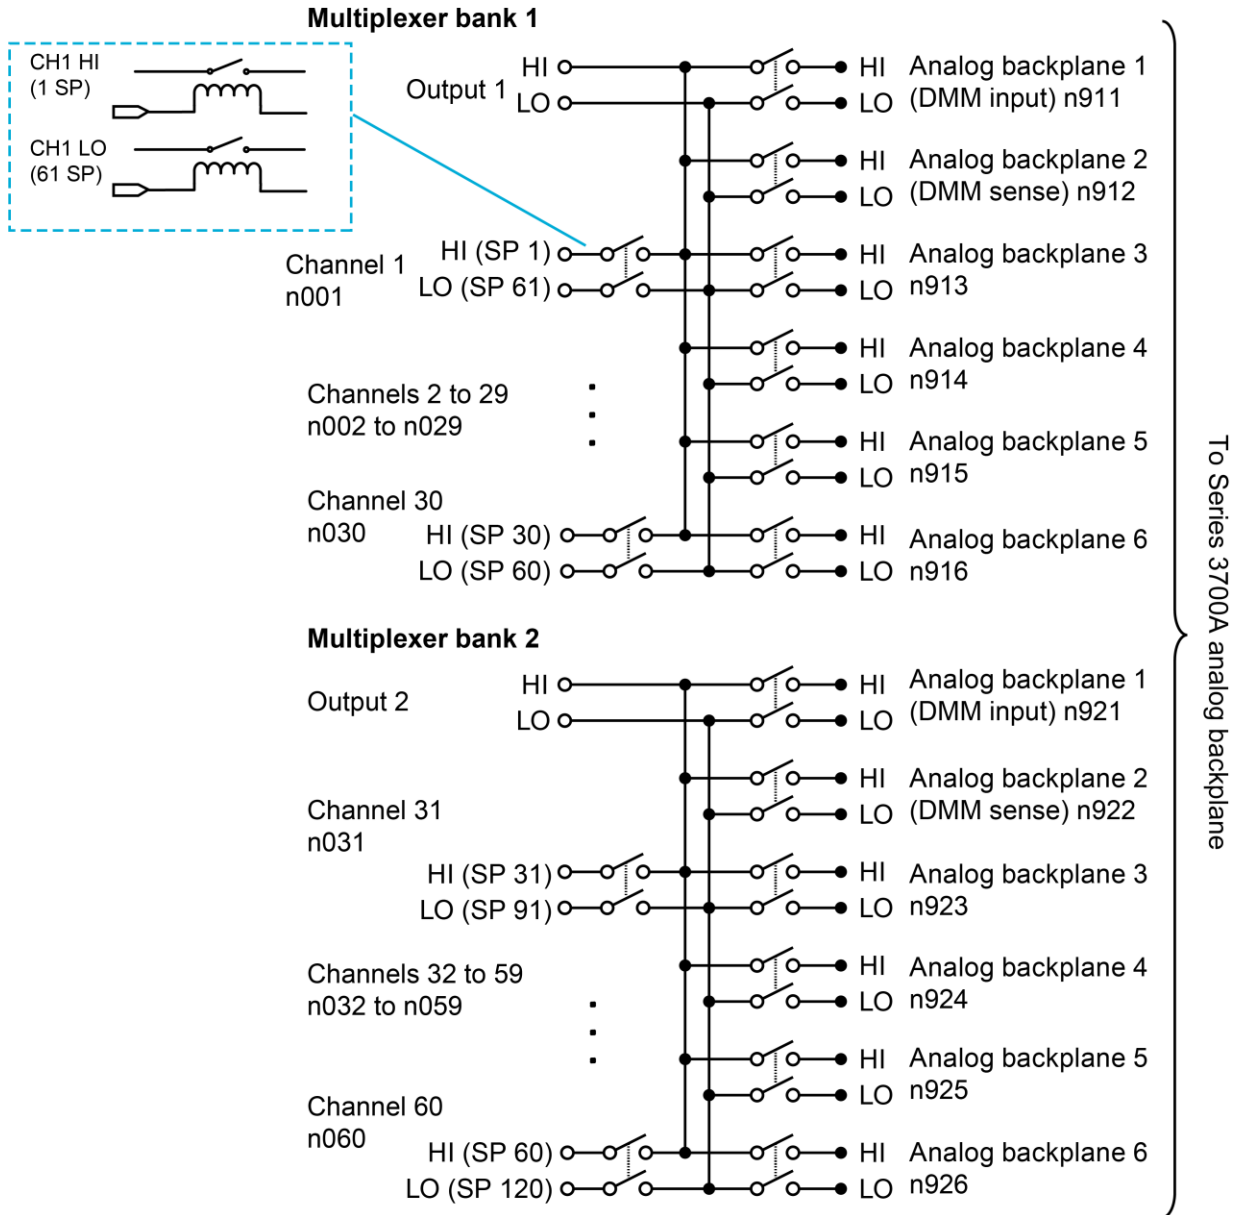 Multiplexer bank 1
CH1 HI
(1 SP)
CH1 LO
(61 SP)
Output 1
HI
LO
HI
LO
Analog backplane 1
(DMM input) n911
HI
LO
Analog backplane 2
(DMM sense) n912
Channel 1
n001
HI (SP 1)
LO (SP 61)
HI
LO
Analog backplane 3
n913
HI
LO
Analog backplane 4
n914
Channels 2 to 29
n002 to n029
HI
LO
Analog backplane 5
n915
Channel 30
n030
HI (SP 30)
LO (SP 60)
HI
LO
Analog backplane 6
n916
Multiplexer bank 2
Output 2
HI
LO
HI
LO
Analog backplane 1
(DMM input) n921
HI
LO
Analog backplane 2
(DMM sense) n922
Channel 31
n031
HI (SP 31)
LO (SP 91)
HI
LO
Analog backplane 3
n923
Channels 32 to 59
n032 to n059
HI
LO
Analog backplane 4
n924
HI
LO
Analog backplane 5
n925
Channel 60
n060
HI (SP 60)
LO (SP 120)
HI
LO
Analog backplane 6
n926
To Series 3700A analog backplane